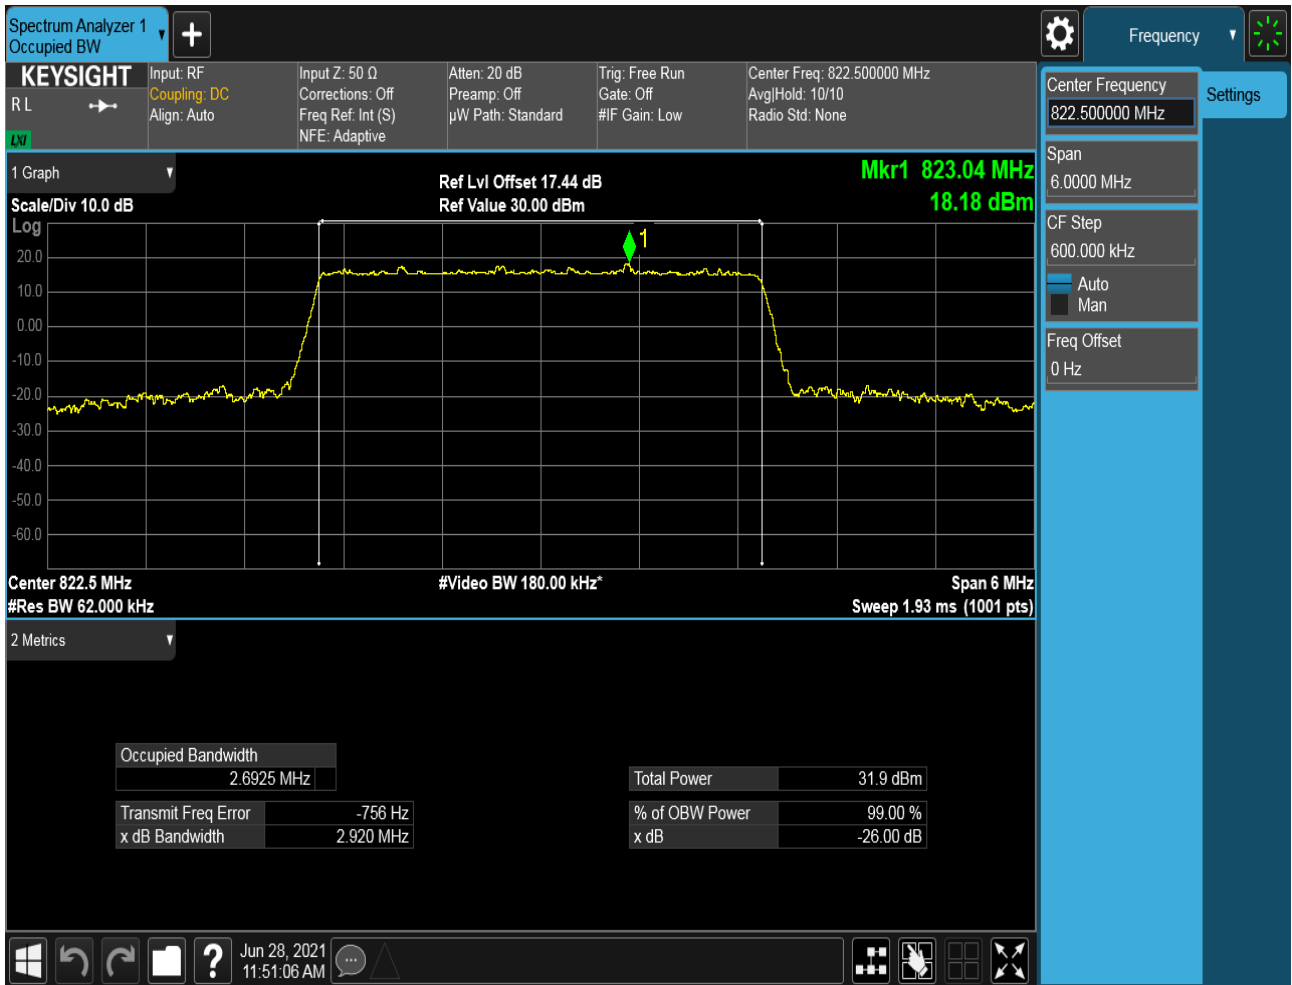 Spectrum Analyzer 1
Occupied BW
Frequency
KEYSIGHT
R L
LXI
Input: RF
Coupling: DC
Align: Auto
Input Z: 50 Ω
Corrections: Off
Freq Ref: Int (S)
NFE: Adaptive
Atten: 20 dB
Preamp: Off
µW Path: Standard
Trig: Free Run
Gate: Off
#IF Gain: Low
Center Freq: 822.500000 MHz
Avg|Hold: 10/10
Radio Std: None
Center Frequency
822.500000 MHz
Settings
Span
6.0000 MHz
CF Step
600.000 kHz
Auto
Man
Freq Offset
0 Hz
1 Graph
Scale/Div 10.0 dB
Ref Lvl Offset 17.44 dB
Ref Value 30.00 dBm
Mkr1 823.04 MHz
18.18 dBm
Log
1
20.0
10.0
0.00
-10.0
-20.0
-30.0
-40.0
-50.0
-60.0
Center 822.5 MHz
#Video BW 180.00 kHz*
Span 6 MHz
#Res BW 62.000 kHz
Sweep 1.93 ms (1001 pts)
2 Metrics
Occupied Bandwidth
2.6925 MHz
Total Power 31.9 dBm
Transmit Freq Error -756 Hz
% of OBW Power 99.00 %
x dB Bandwidth 2.920 MHz
x dB -26.00 dB
?
Jun 28, 2021
11:51:06 AM